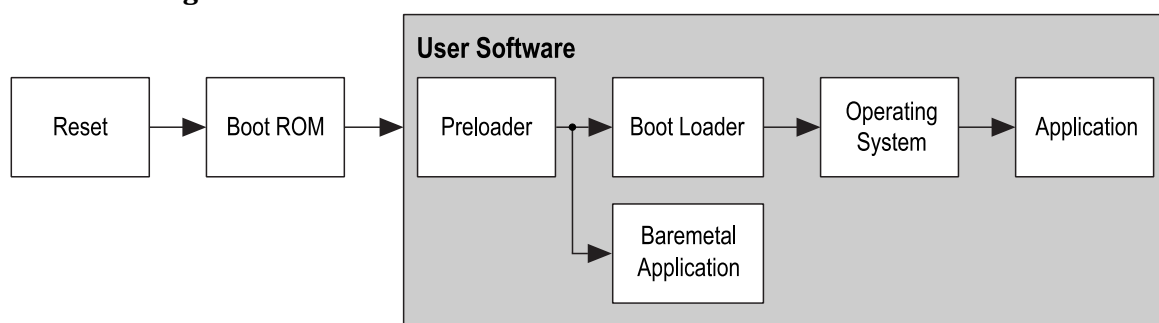 User Software
Reset
Boot ROM
Preloader
Boot Loader
Operating
System
Application
Baremetal
Application